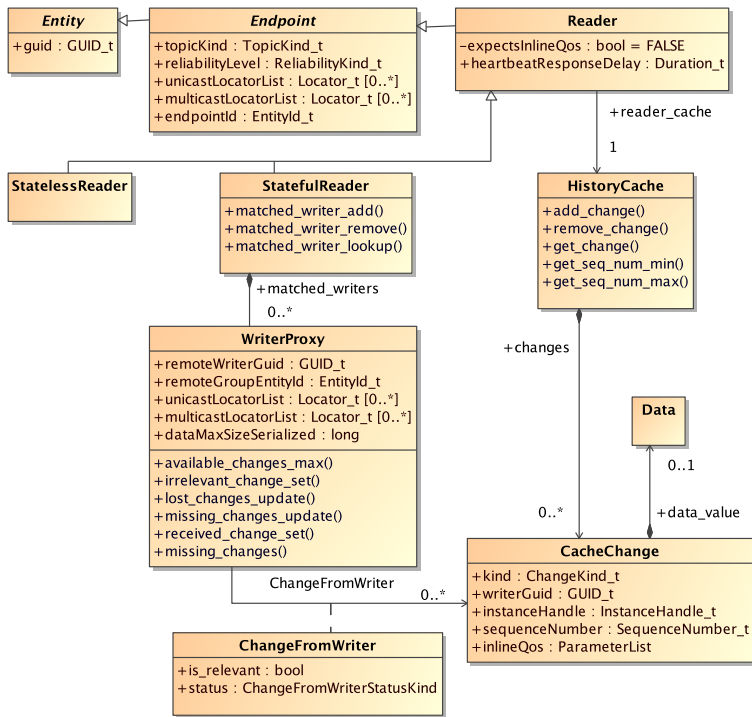 Entity
+guid : GUID_t
Endpoint
+topicKind : TopicKind_t
+reliabilityLevel : ReliabilityKind_t
+unicastLocatorList : Locator_t [0..*]
+multicastLocatorList : Locator_t [0..*]
+endpointId : EntityId_t
Reader
-expectsInlineQos : bool = FALSE
+heartbeatResponseDelay : Duration_t
+reader_cache
1
StatelessReader
StatefulReader
+matched_writer_add()
+matched_writer_remove()
+matched_writer_lookup()
HistoryCache
+add_change()
+remove_change()
+get_change()
+get_seq_num_min()
+get_seq_num_max()
+matched_writers
0..*
WriterProxy
+remoteWriterGuid : GUID_t
+remoteGroupEntityId : EntityId_t
+unicastLocatorList : Locator_t [0..*]
+multicastLocatorList : Locator_t [0..*]
+dataMaxSizeSerialized : long
+available_changes_max()
+irrelevant_change_set()
+lost_changes_update()
+missing_changes_update()
+received_change_set()
+missing_changes()
+changes
0..*
Data
0..1
+data_value
CacheChange
+kind : ChangeKind_t
+writerGuid : GUID_t
+instanceHandle : InstanceHandle_t
+sequenceNumber : SequenceNumber_t
+inlineQos : ParameterList
ChangeFromWriter
0..*
ChangeFromWriter
+is_relevant : bool
+status : ChangeFromWriterStatusKind